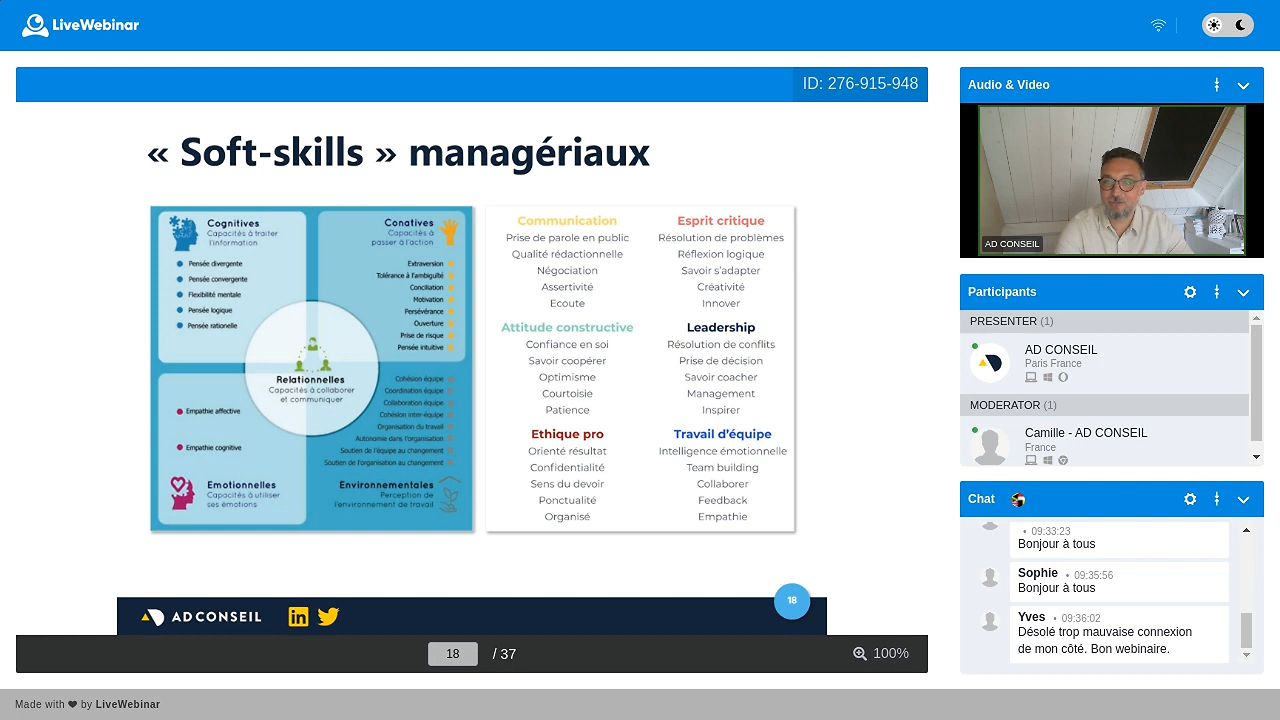 LiveWebinar
ID: 276-915-948
« Soft-skills » managériaux
Cognitives
Capacités à traiter
l'information
Pensée divergente
Pensée convergente
Flexibilité mentale
Pensée logique
Pensée rationelle
Conatives
Capacités à
passer à l'action
Extraversion
Tolérance à l'ambiguïté
Conciliation
Motivation
Persévérance
Ouverture
Prise de risque
Pensée intuitive
Relationnelles
Capacités à collaborer
et communiquer
Empathie affective
Empathie cognitive
Emotionnelles
Capacités à utiliser
ses émotions
Cohésion équipe
Coordination équipe
Collaboration équipe
Cohésion inter-équipe
Organisation du travail
Autonomie dans l'organisation
Soutien de l'équipe au changement
Soutien de l'organisation au changement
Environnementales
Perception de
l'environnement de travail
Communication
Prise de parole en public
Qualité rédactionnelle
Négociation
Assertivité
Ecoute
Esprit critique
Résolution de problèmes
Réflexion logique
Savoir s'adapter
Créativité
Innover
Attitude constructive
Confiance en soi
Savoir coopérer
Optimisme
Courtoisie
Patience
Leadership
Résolution de conflits
Prise de décision
Savoir coacher
Management
Inspirer
Ethique pro
Orienté résultat
Confidentialité
Sens du devoir
Ponctualité
Organisé
Travail d'équipe
Intelligence émotionnelle
Team building
Collaborer
Feedback
Empathie
AD CONSEIL
in
18
18 / 37
100%
Audio & Video
AD CONSEIL
Participants
PRESENTER (1)
AD CONSEIL
Paris France
MODERATOR (1)
Camille - AD CONSEIL
France
Chat
• 09:33:23
Bonjour à tous
Sophie • 09:35:56
Bonjour à tous
Yves • 09:36:02
Désolé trop mauvaise connexion
de mon côté. Bon webinaire.
Made with ❤ by LiveWebinar